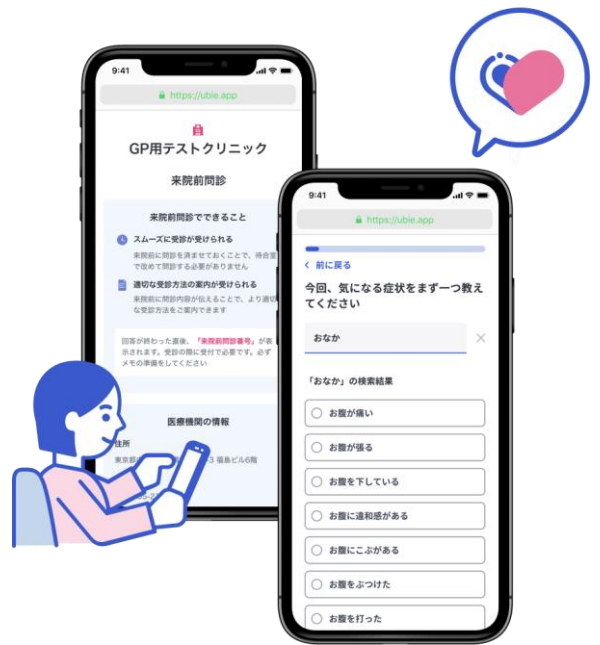 9:41
https://ubie.app
GP用テストクリニック
来院前問診
来院前問診でできること
スムーズに受診が受けられる
来院前に問診を済ませておくことで、待合室
で改めて問診する必要がありません
適切な受診方法の案内が受けられる
来院前に問診内容が伝えることで、より適切
な受診方法をご案内できます
回答が終わった直後、「来院前問診番号」が表
示されます。受診の際に受付で必要です。必ず
メモの準備をしてください
医療機関の情報
住所
東京都
3 福島ビル6階
9:41
https://ubie.app
前に戻る
今回、気になる症状をまず一つ教え
てください
おなか
「おなか」の検索結果
お腹が痛い
お腹が張る
お腹を下している
お腹に違和感がある
お腹にこぶがある
お腹をぶつけた
お腹を打った